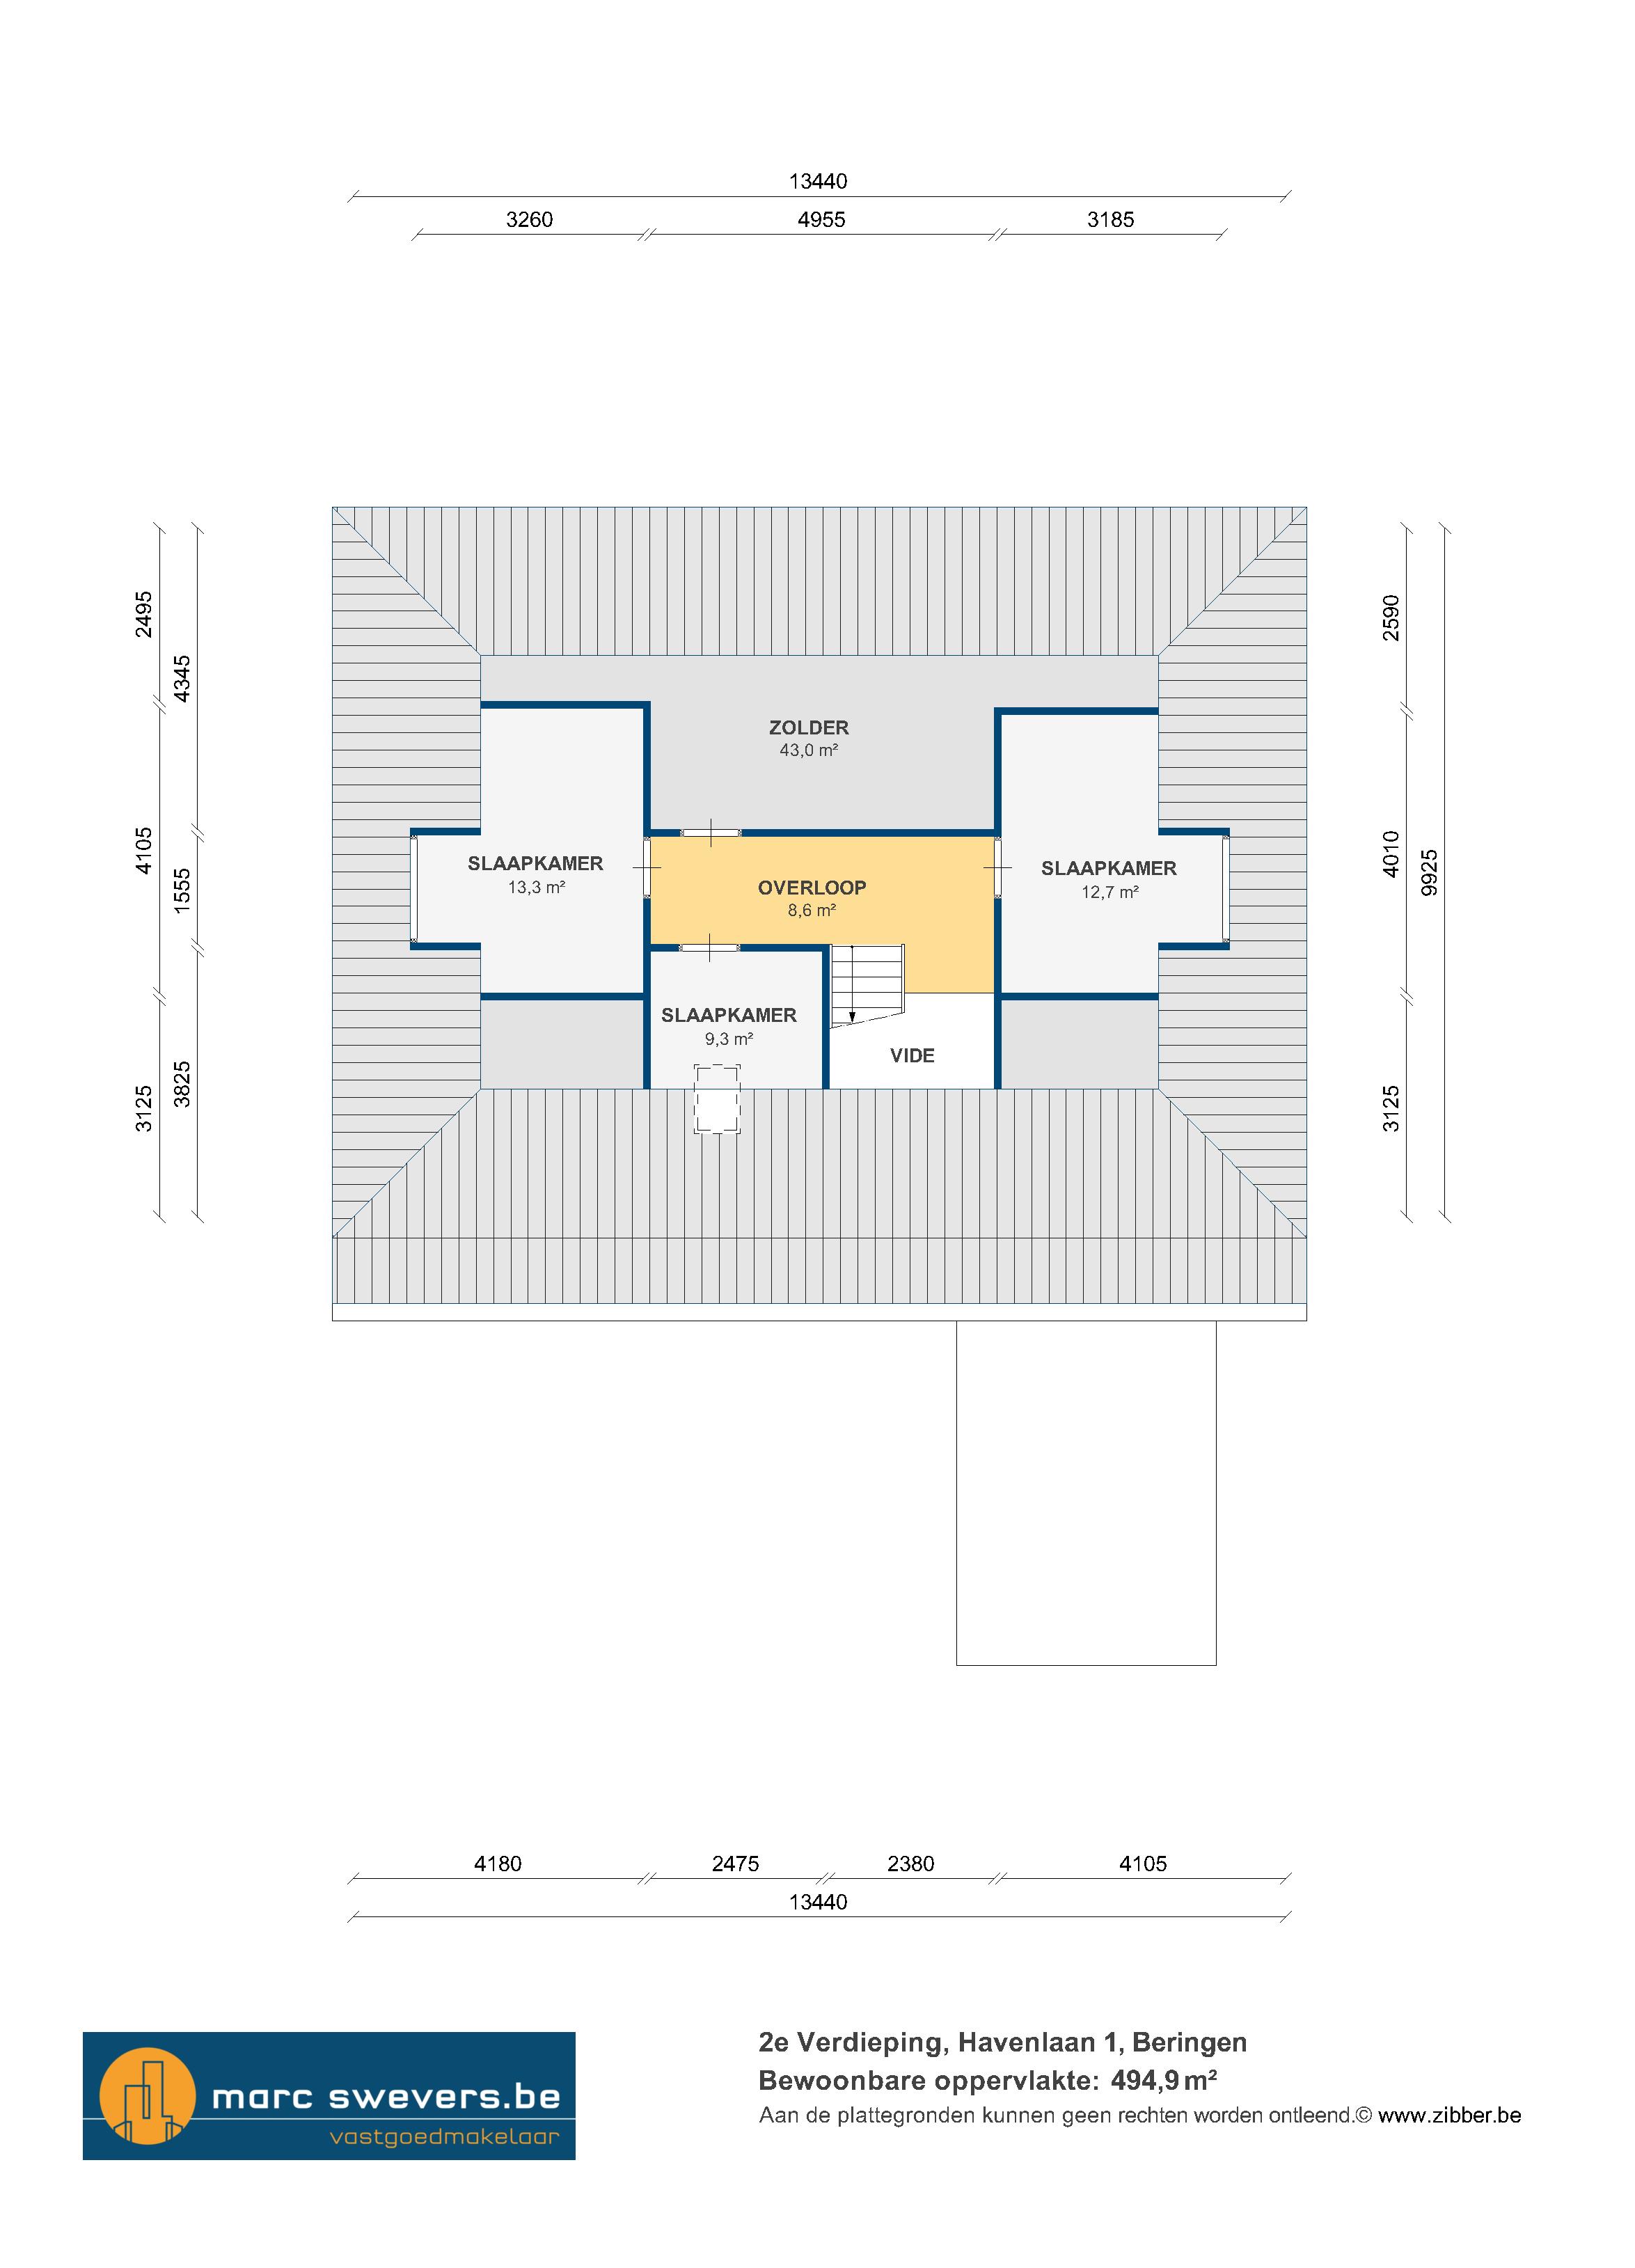 13440
3260 4955 3185
2495
4345
4105
1555
3125
3825
2590
4010
9925
3125
ZOLDER
43,0 m²
SLAAPKAMER
13,3 m²
OVERLOOP
8,6 m²
SLAAPKAMER
12,7 m²
SLAAPKAMER
9,3 m²
VIDE
4180 2475 2380 4105
13440
marc swevers.be
vastgoedmakelaar
2e Verdieping, Havenlaan 1, Beringen
Bewoonbare oppervlakte: 494,9 m²
Aan de plattegronden kunnen geen rechten worden ontleend.© www.zibber.be